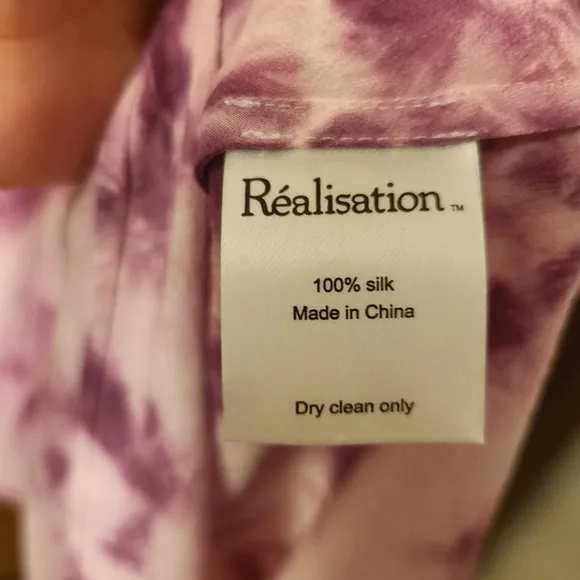 Réalisation™
100% silk
Made in China
Dry clean only